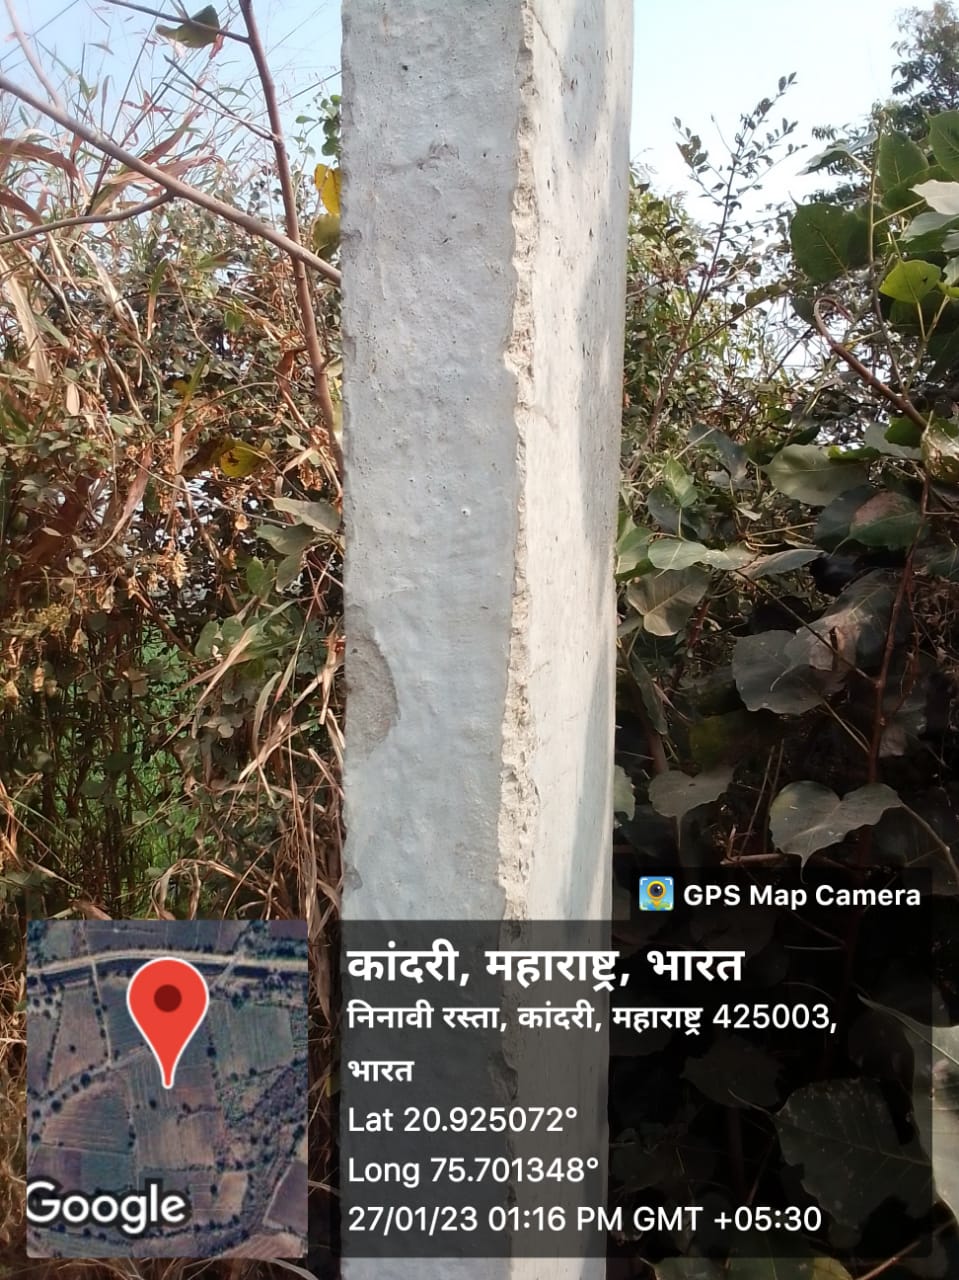 GPS Map Camera
कांदरी, महाराष्ट्र, भारत
निनावी रस्ता, कांदरी, महाराष्ट्र 425003,
भारत
Lat 20.925072°
Long 75.701348°
27/01/23 01:16 PM GMT +05:30
Google